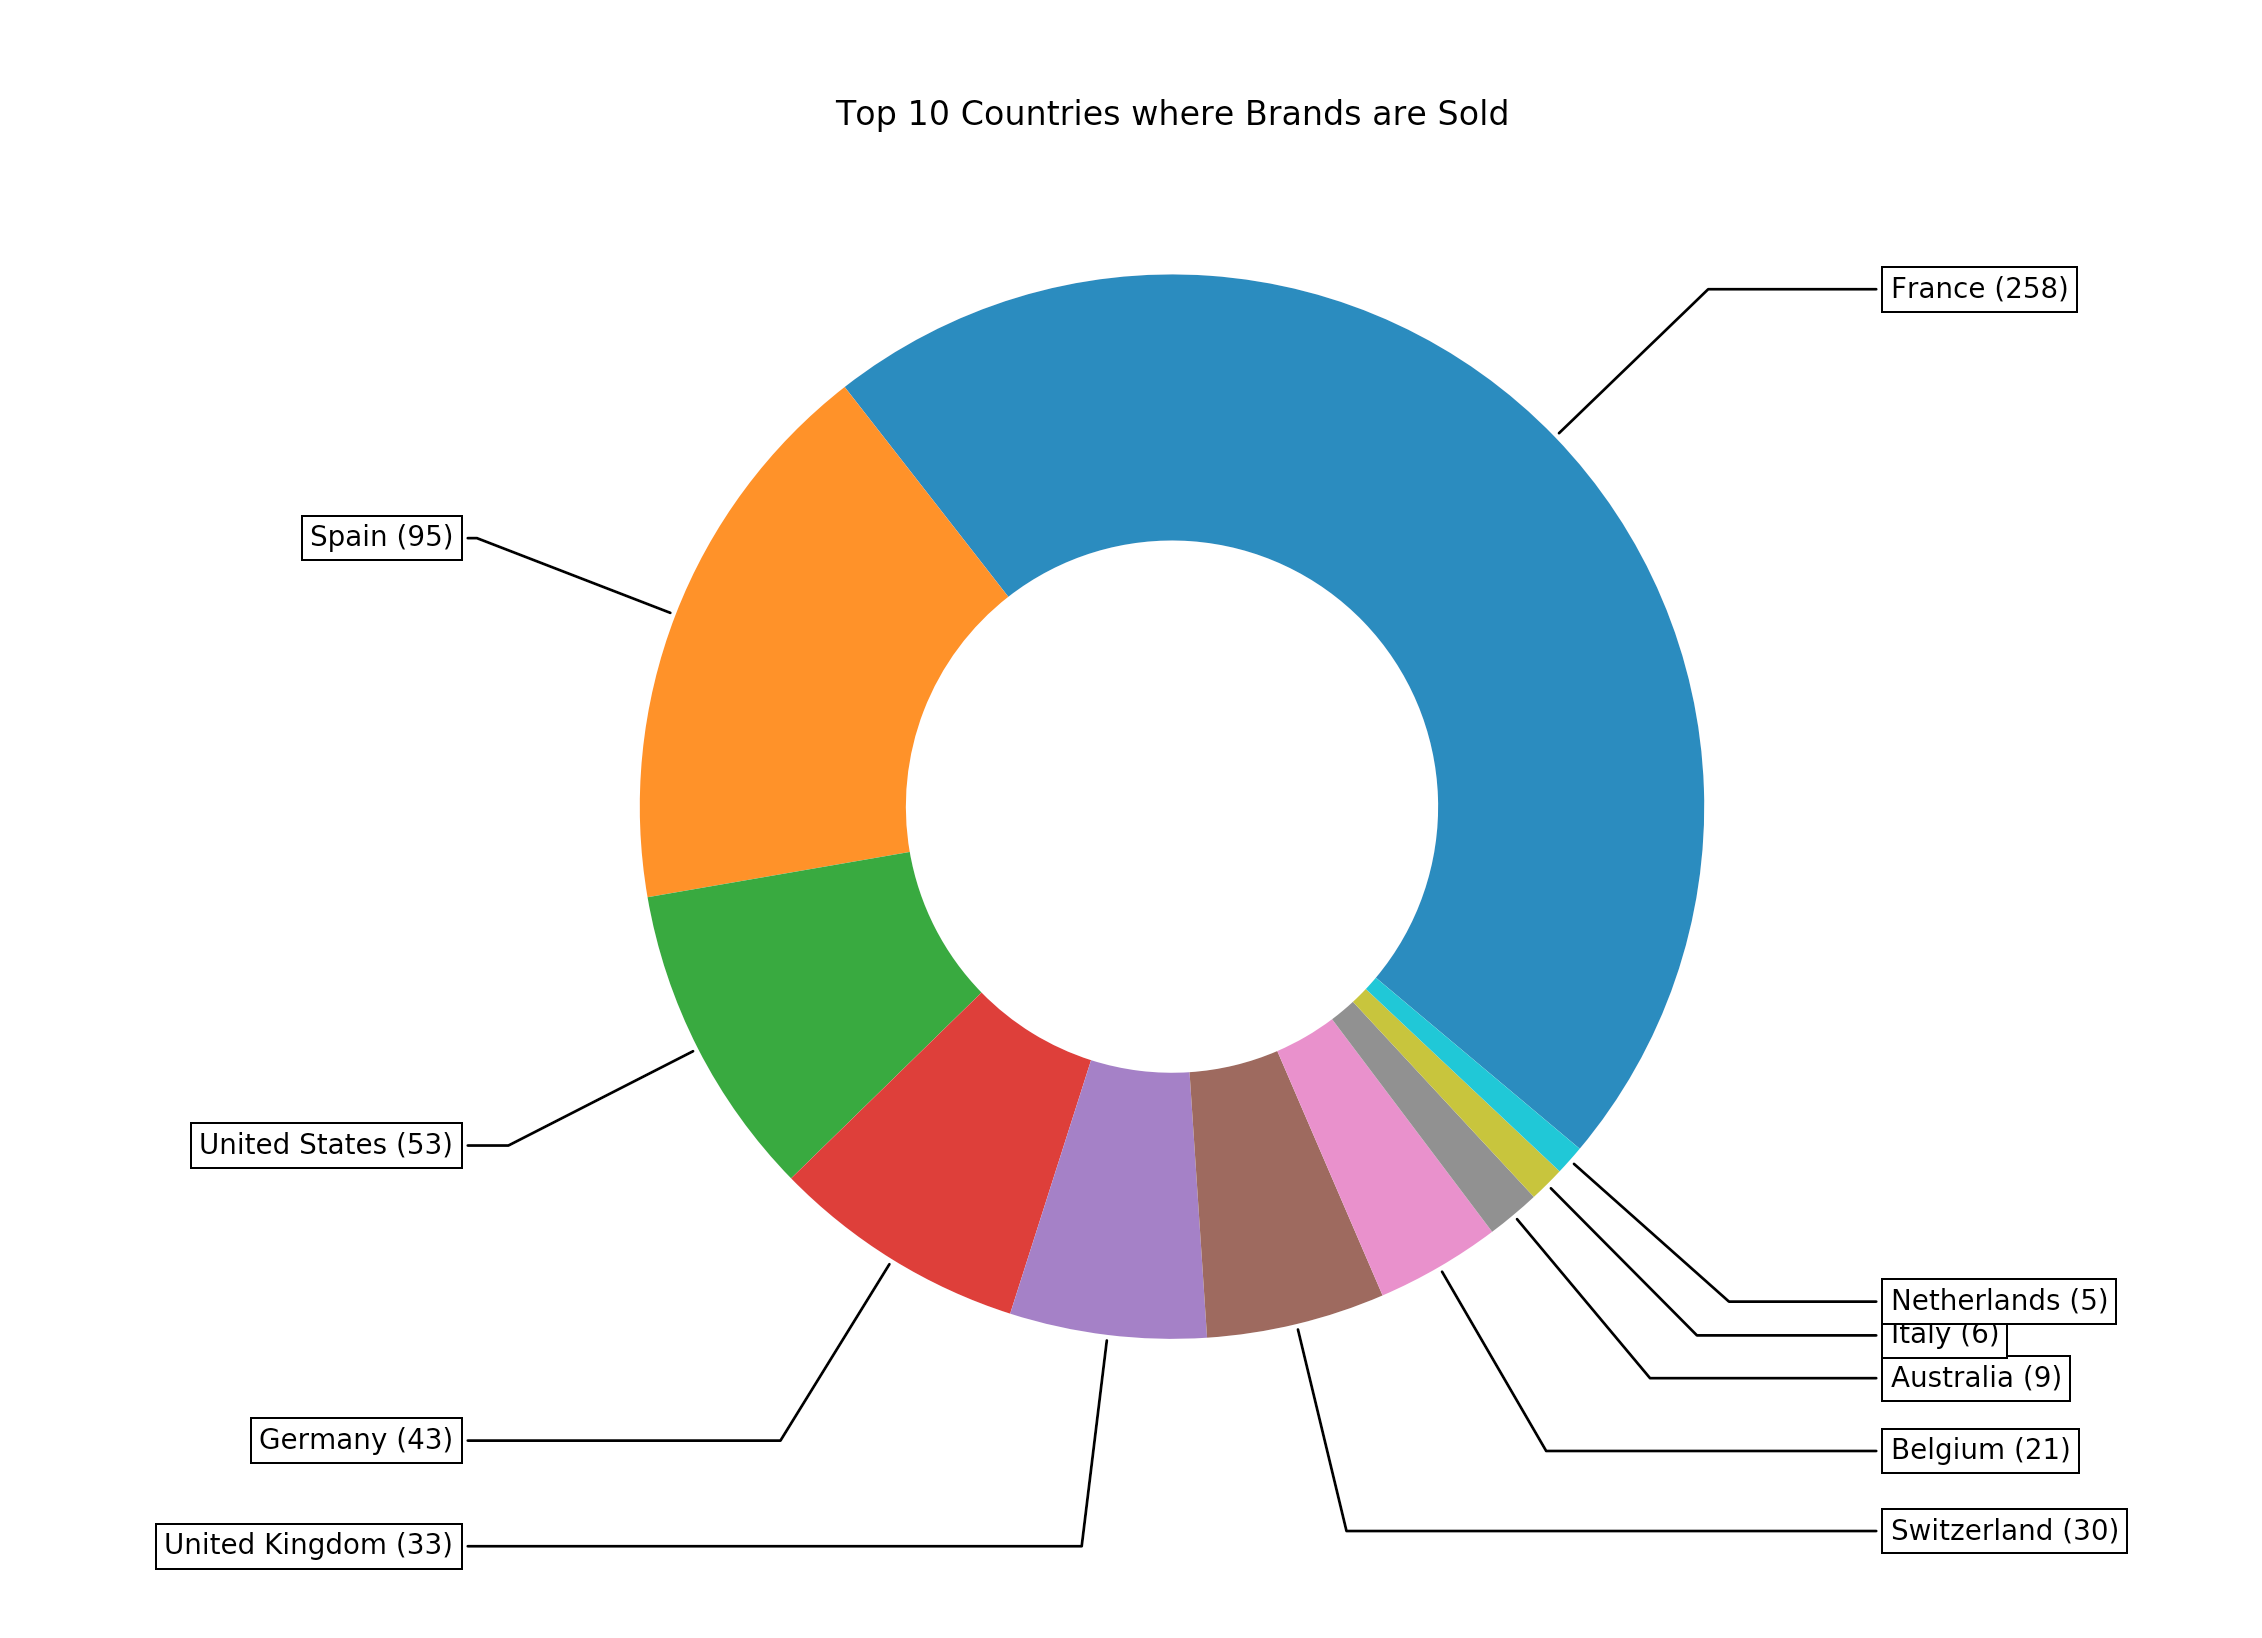 Top 10 Countries where Brands are Sold
France (258)
Spain (95)
United States (53)
Netherlands (5)
Italy (6)
Australia (9)
Germany (43)
Belgium (21)
United Kingdom (33)
Switzerland (30)